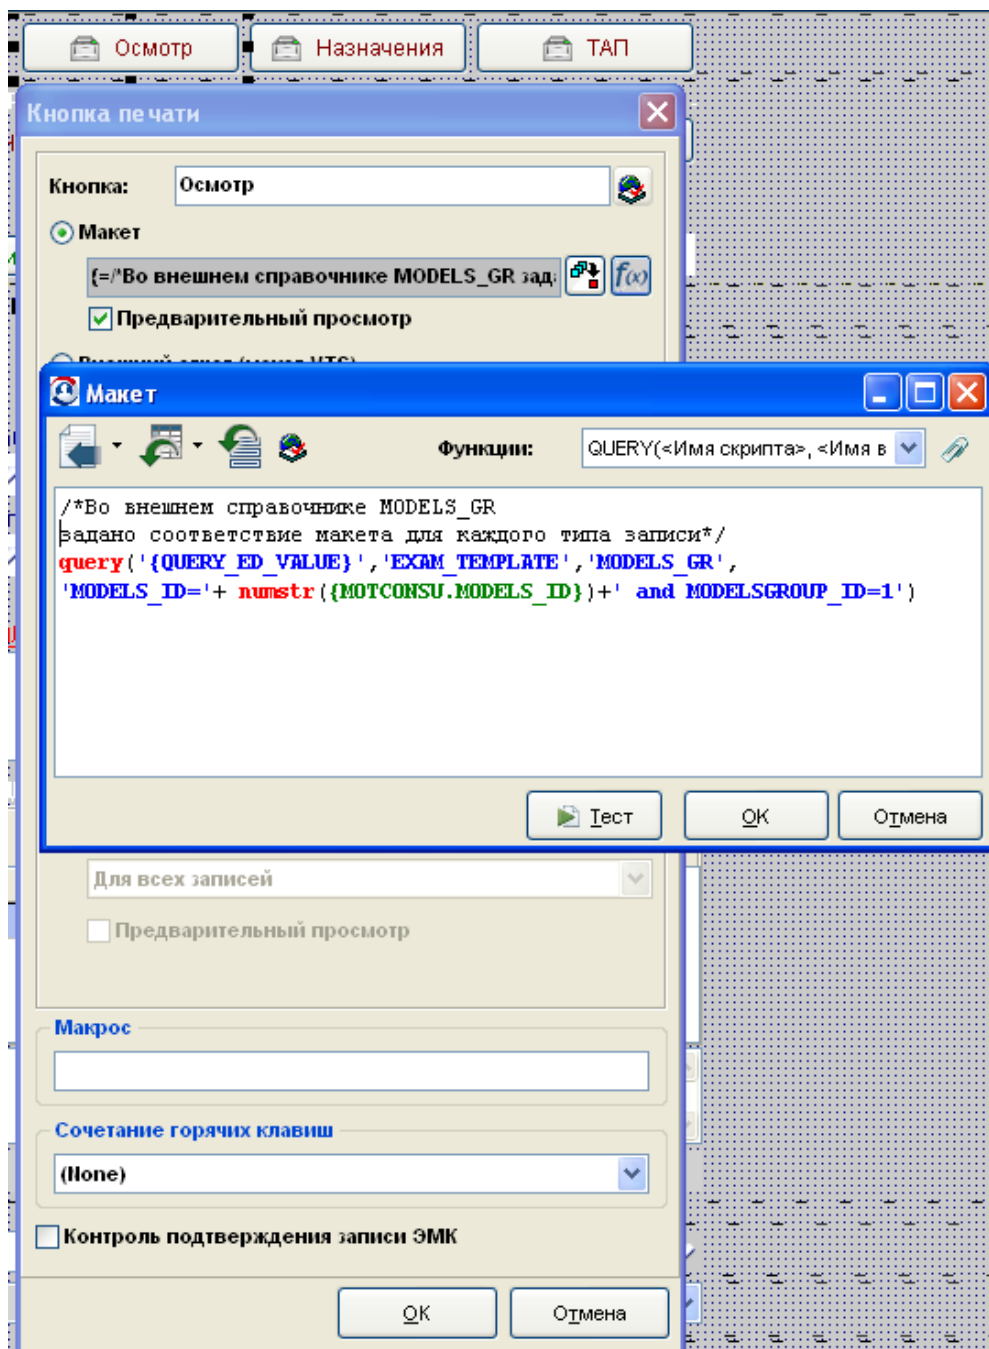 Осмотр
Назначения
ТАП
Кнопка печати
Кнопка:
Осмотр
Макет
(=/*Во внешнем справочнике MODELS_GR зад
f(x)
Предварительный просмотр
Макет
Функции:
QUERY(<Имя скрипта>, <Имя в
/*Во внешнем справочнике MODELS_GR
задано соответствие макета для каждого типа записи*/
query('{QUERY_ED_VALUE}','EXAM_TEMPLATE','MODELS_GR',
'MODELS_ID='+ numstr({MOTCONSU.MODELS_ID})+' and MODELSGROUP_ID=1')
Тест
OK
Отмена
Для всех записей
Предварительный просмотр
Макрос
Сочетание горячих клавиш
(None)
Контроль подтверждения записи ЭМК
OK
Отмена